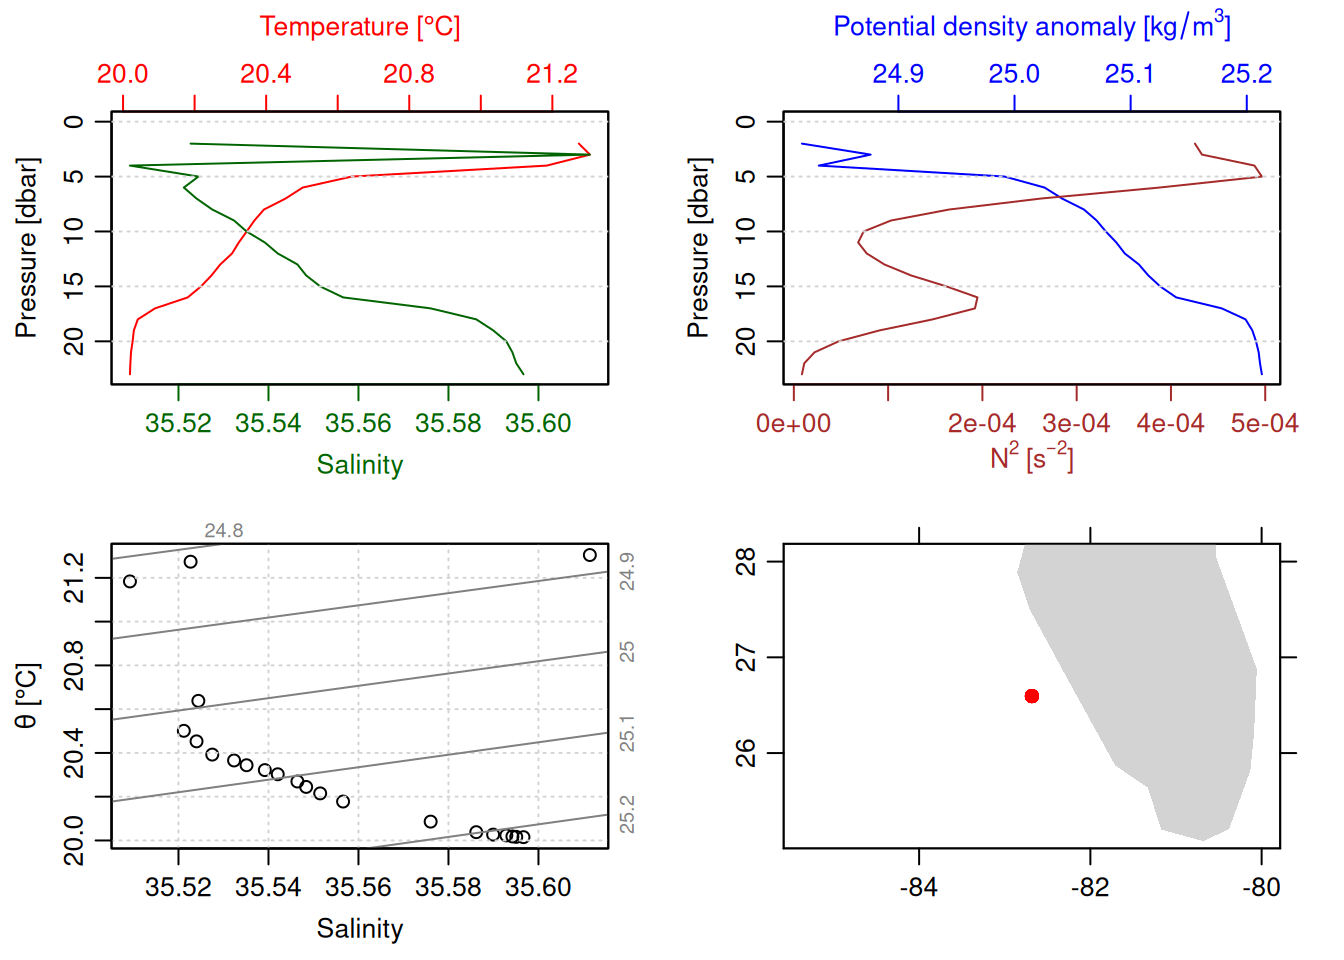 Temperature [°C]
20.0 20.4 20.8 21.2
Pressure [dbar]
0 5 10 15 20
35.52 35.54 35.56 35.58 35.60
Salinity
Potential density anomaly [kg/m³]
24.9 25.0 25.1 25.2
Pressure [dbar]
0 5 10 15 20
0e+00 2e-04 3e-04 4e-04 5e-04
N² [s⁻²]
24.8
24.9
25
25.1
25.2
θ [°C]
21.2 20.8 20.4 20.0
35.52 35.54 35.56 35.58 35.60
Salinity
28 27 26
-84 -82 -80